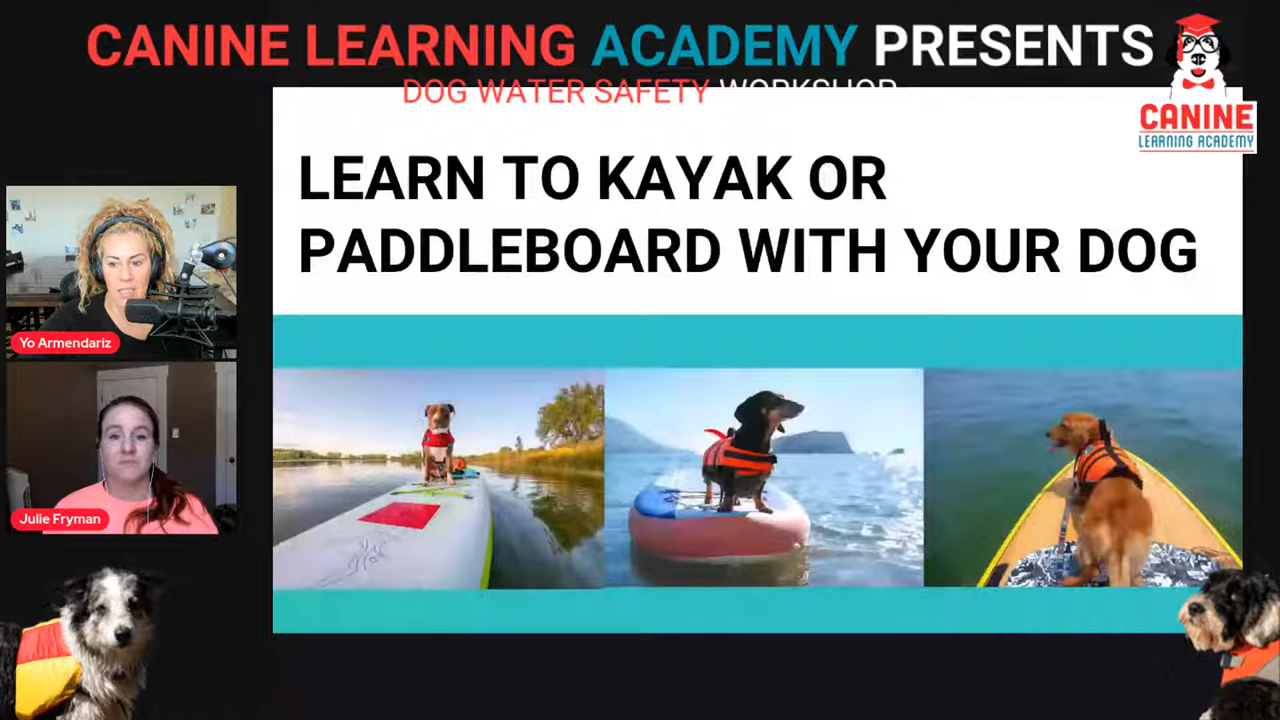 CANINE LEARNING ACADEMY PRESENTS
DOG WATER SAFETY WORKSHOP
CANINE
LEARNING ACADEMY
LEARN TO KAYAK OR
PADDLEBOARD WITH YOUR DOG
Yo Armendariz
Julie Fryman